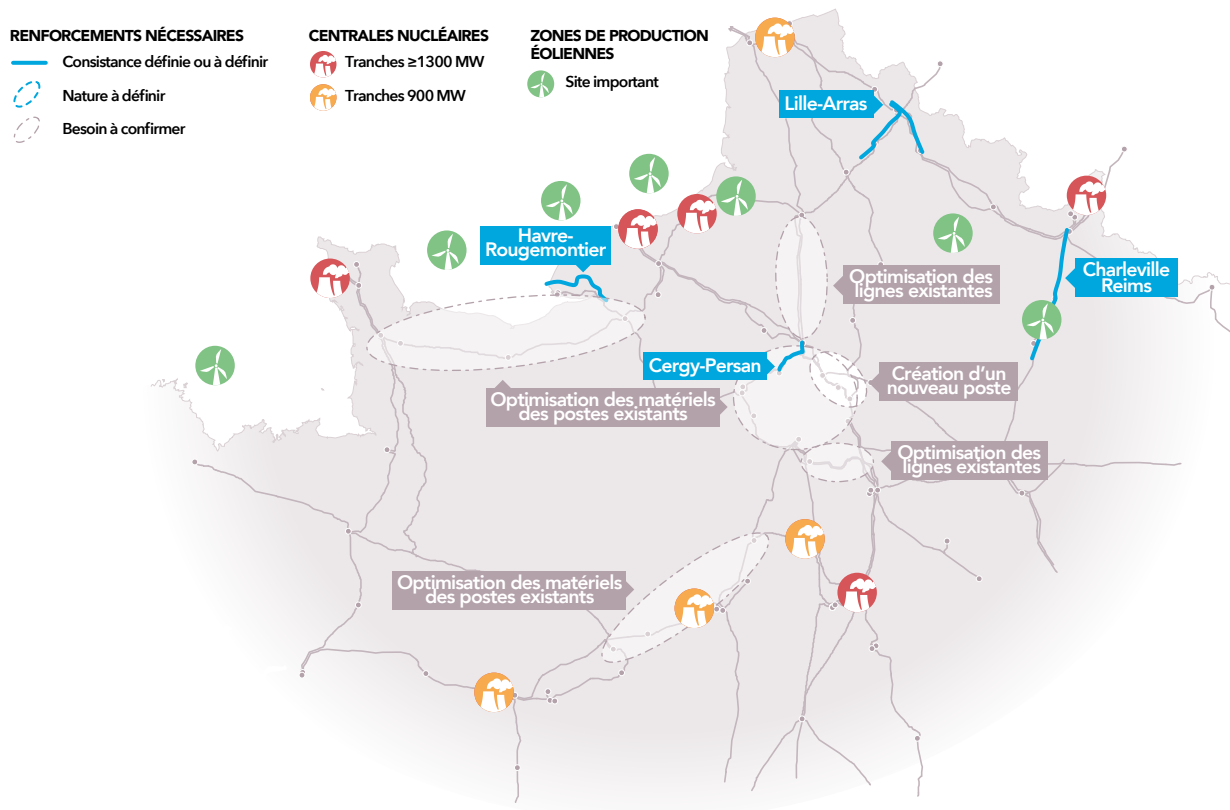 RENFORCEMENTS NÉCESSAIRES
Consistance définie ou à définir
Nature à définir
Besoin à confirmer
CENTRALES NUCLÉAIRES
Tranches ≥1300 MW
Tranches 900 MW
ZONES DE PRODUCTION
ÉOLIENNES
Site important
Lille-Arras
Havre-
Rougemontier
Optimisation des
lignes existantes
Charleville
Reims
Cergy-Persan
Création d'un
nouveau poste
Optimisation des matériels
des postes existants
Optimisation des
lignes existantes
Optimisation des matériels
des postes existants